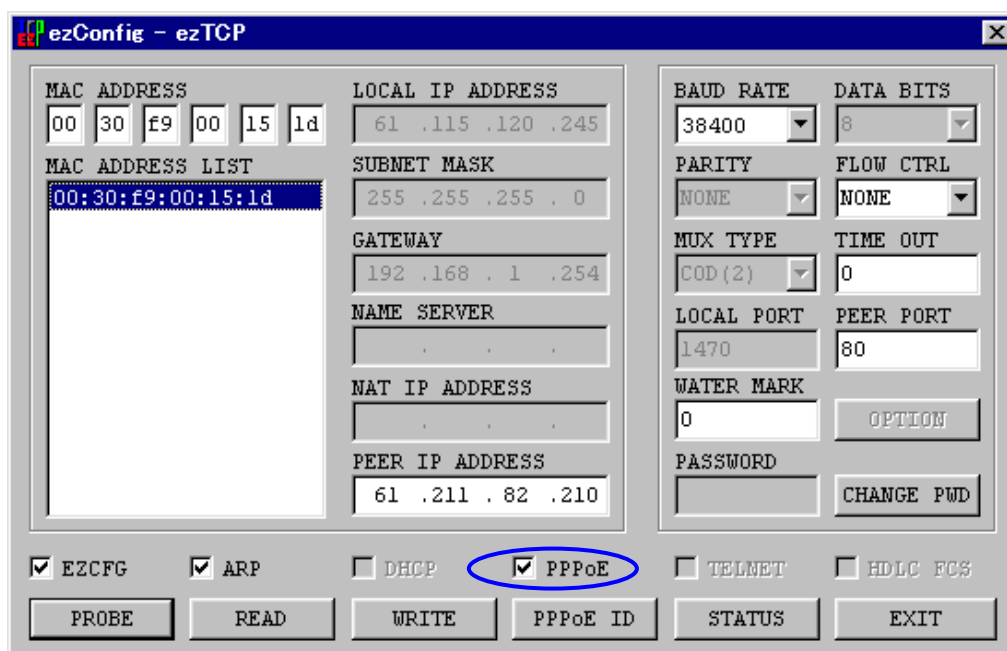 ezConfig - ezTCP
MAC ADDRESS
00 30 f9 00 15 1d
MAC ADDRESS LIST
00:30:f9:00:15:1d
LOCAL IP ADDRESS
61 .115 .120 .245
SUBNET MASK
255 .255 .255 . 0
GATEWAY
192 .168 . 1 .254
NAME SERVER
. . .
NAT IP ADDRESS
. . .
PEER IP ADDRESS
61 .211 . 82 .210
BAUD RATE DATA BITS
38400 8
PARITY FLOW CTRL
NONE NONE
MUX TYPE TIME OUT
COD(2) 0
LOCAL PORT PEER PORT
1470 80
WATER MARK
0 OPTION
PASSWORD
CHANGE PWD
EZCFG ARP DHCP PPPoE TELNET HDLC FCS
PROBE READ WRITE PPPoE ID STATUS EXIT